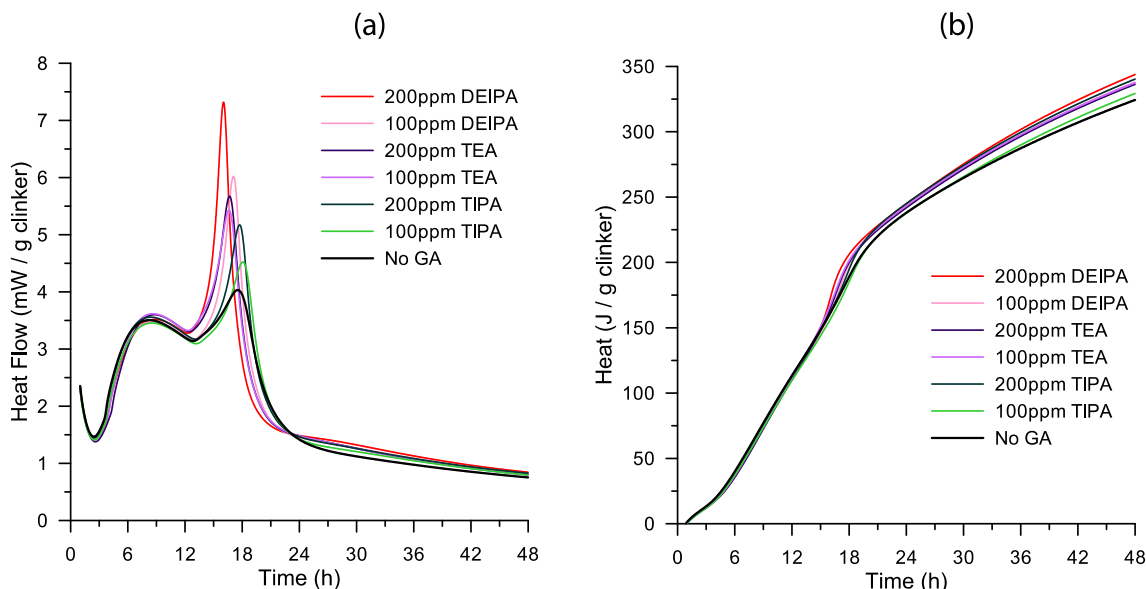 (a)
Heat Flow (mW / g clinker)
8
7
6
5
4
3
2
1
0
0 6 12 18 24 30 36 42 48
Time (h)
200ppm DEIPA
100ppm DEIPA
200ppm TEA
100ppm TEA
200ppm TIPA
100ppm TIPA
No GA
(b)
Heat (J / g clinker)
350
300
250
200
150
100
50
0
0 6 12 18 24 30 36 42 48
Time (h)
200ppm DEIPA
100ppm DEIPA
200ppm TEA
100ppm TEA
200ppm TIPA
100ppm TIPA
No GA